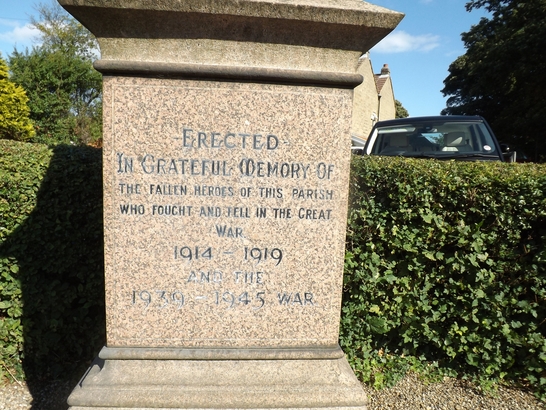 ERECTED
IN GRATEFUL MEMORY OF
THE FALLEN HEROES OF THIS PARISH
WHO FOUGHT AND FELL IN THE GREAT
WAR
1914 - 1919
AND THE
1939 - 1945 WAR